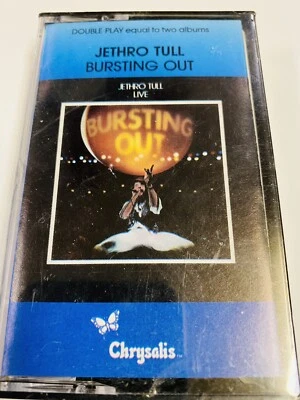 DOUBLE PLAY equal to two albums
JETHRO TULL
BURSTING OUT
JETHRO TULL
LIVE
BURSTING
OUT
Chrysalis